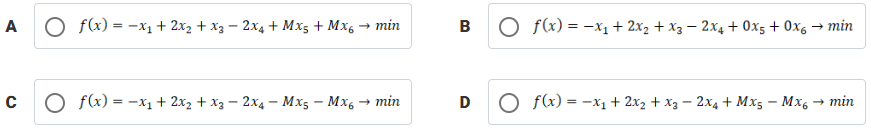 A f(x) = −x₁ + 2x₂ + x₃ − 2x₄ + Mx₅ + Mx₆ → min
B f(x) = −x₁ + 2x₂ + x₃ − 2x₄ + 0x₅ + 0x₆ → min
C f(x) = −x₁ + 2x₂ + x₃ − 2x₄ − Mx₅ − Mx₆ → min
D f(x) = −x₁ + 2x₂ + x₃ − 2x₄ + Mx₅ − Mx₆ → min